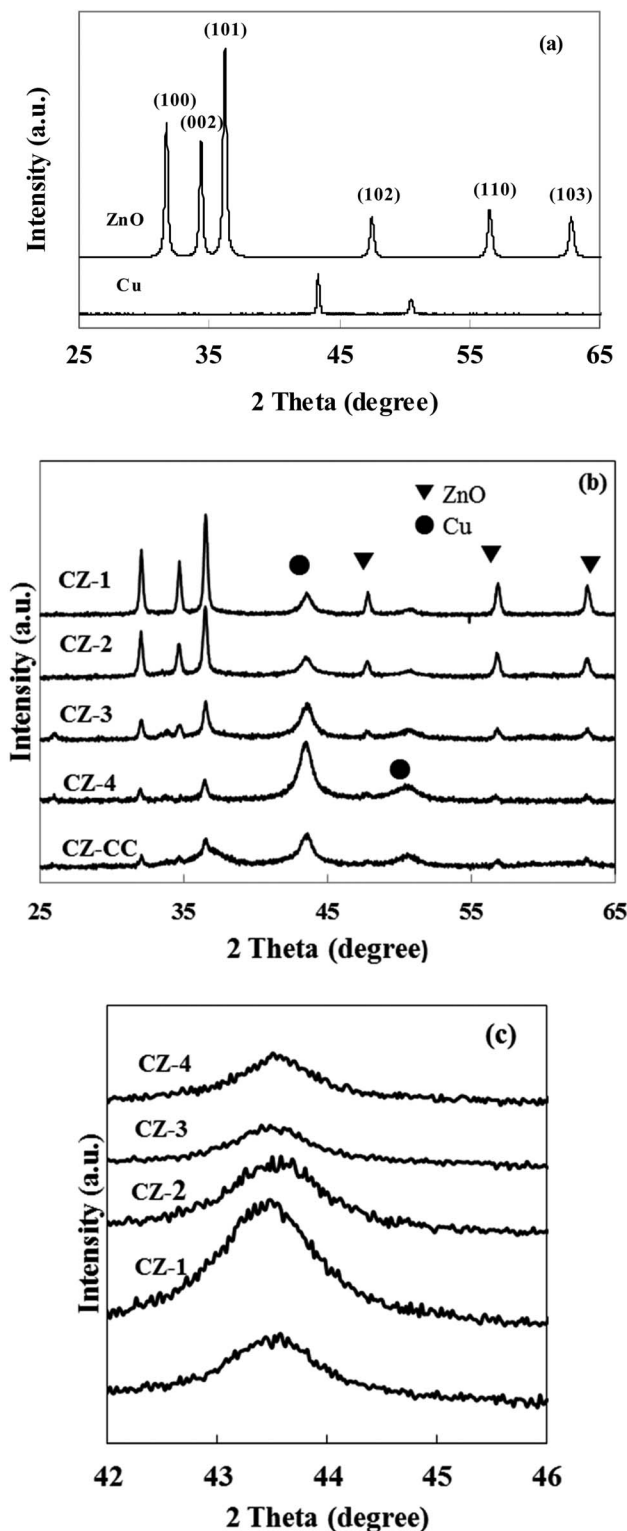 (a)
(101)
(100)
(002)
(102)
(110)
(103)
ZnO
Cu
Intensity (a.u.)
25 35 45 55 65
2 Theta (degree)
(b)
ZnO
Cu
CZ-1
CZ-2
CZ-3
CZ-4
CZ-CC
Intensity (a.u.)
25 35 45 55 65
2 Theta (degree)
(c)
CZ-4
CZ-3
CZ-2
CZ-1
Intensity (a.u.)
42 43 44 45 46
2 Theta (degree)